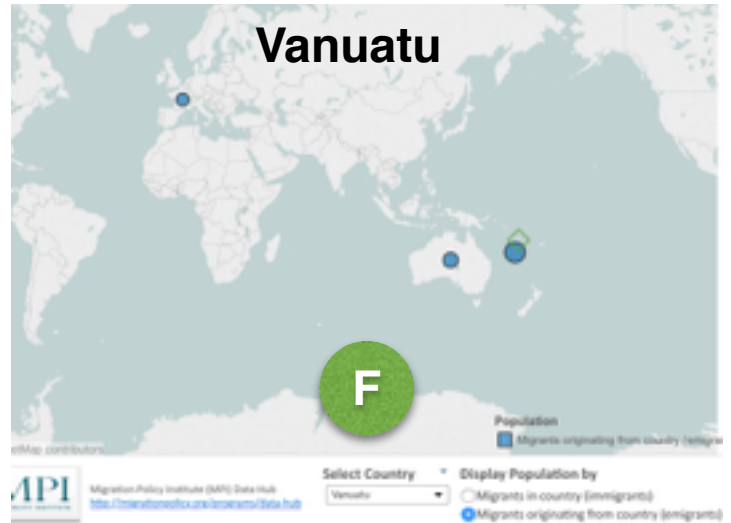 Vanuatu
F
Population
Migrants originating from country (emigra
etMap contributors
MPI
Migration Policy Institute (MPI) Data Hub
http://migrationpolicy.org/programs/data-hub
Select Country
Vanuatu
Display Population by
Migrants in country (immigrants)
Migrants originating from country (emigrants)